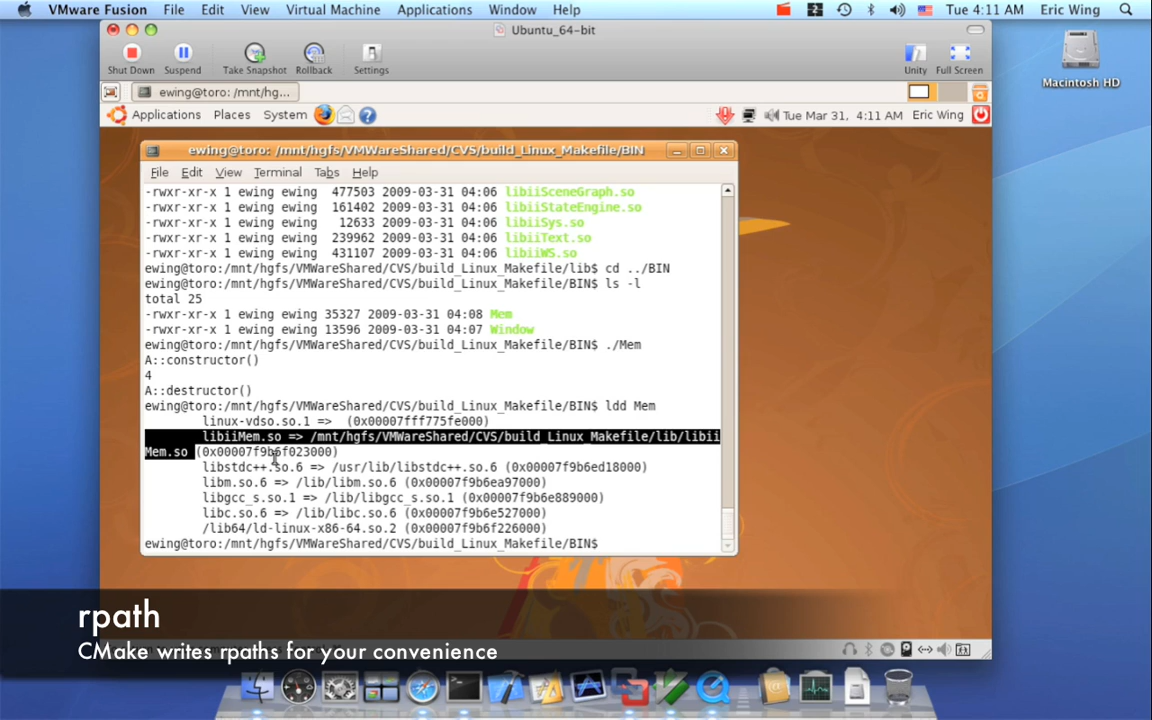 VMware Fusion File Edit View Virtual Machine Applications Window Help Tue 4:11 AM Eric Wing
Ubuntu_64-bit
Shut Down Suspend Take Snapshot Rollback Settings Unity Full Screen
Macintosh HD
ewing@toro: /mnt/hg...
Applications Places System Tue Mar 31, 4:11 AM Eric Wing
ewing@toro: /mnt/hgfs/VMWareShared/CVS/build_Linux_Makefile/BIN
File Edit View Terminal Tabs Help
-rwxr-xr-x 1 ewing ewing 477503 2009-03-31 04:06 libiiSceneGraph.so
-rwxr-xr-x 1 ewing ewing 161402 2009-03-31 04:06 libiiStateEngine.so
-rwxr-xr-x 1 ewing ewing 12633 2009-03-31 04:06 libiiSys.so
-rwxr-xr-x 1 ewing ewing 239962 2009-03-31 04:06 libiiText.so
-rwxr-xr-x 1 ewing ewing 431107 2009-03-31 04:06 libiiWS.so
ewing@toro:/mnt/hgfs/VMWareShared/CVS/build_Linux_Makefile/lib$ cd ../BIN
ewing@toro:/mnt/hgfs/VMWareShared/CVS/build_Linux_Makefile/BIN$ ls -l
total 25
-rwxr-xr-x 1 ewing ewing 35327 2009-03-31 04:08 Mem
-rwxr-xr-x 1 ewing ewing 13596 2009-03-31 04:07 Window
ewing@toro:/mnt/hgfs/VMWareShared/CVS/build_Linux_Makefile/BIN$ ./Mem
A::constructor()
4
A::destructor()
ewing@toro:/mnt/hgfs/VMWareShared/CVS/build_Linux_Makefile/BIN$ ldd Mem
linux-vdso.so.1 => (0x00007fff775fe000)
libiiMem.so => /mnt/hgfs/VMWareShared/CVS/build_Linux_Makefile/lib/libii
Mem.so (0x00007f9b6f023000)
libstdc++.so.6 => /usr/lib/libstdc++.so.6 (0x00007f9b6ed18000)
libm.so.6 => /lib/libm.so.6 (0x00007f9b6ea97000)
libgcc_s.so.1 => /lib/libgcc_s.so.1 (0x00007f9b6e889000)
libc.so.6 => /lib/libc.so.6 (0x00007f9b6e527000)
/lib64/ld-linux-x86-64.so.2 (0x00007f9b6f226000)
ewing@toro:/mnt/hgfs/VMWareShared/CVS/build_Linux_Makefile/BIN$
rpath
CMake writes rpaths for your convenience